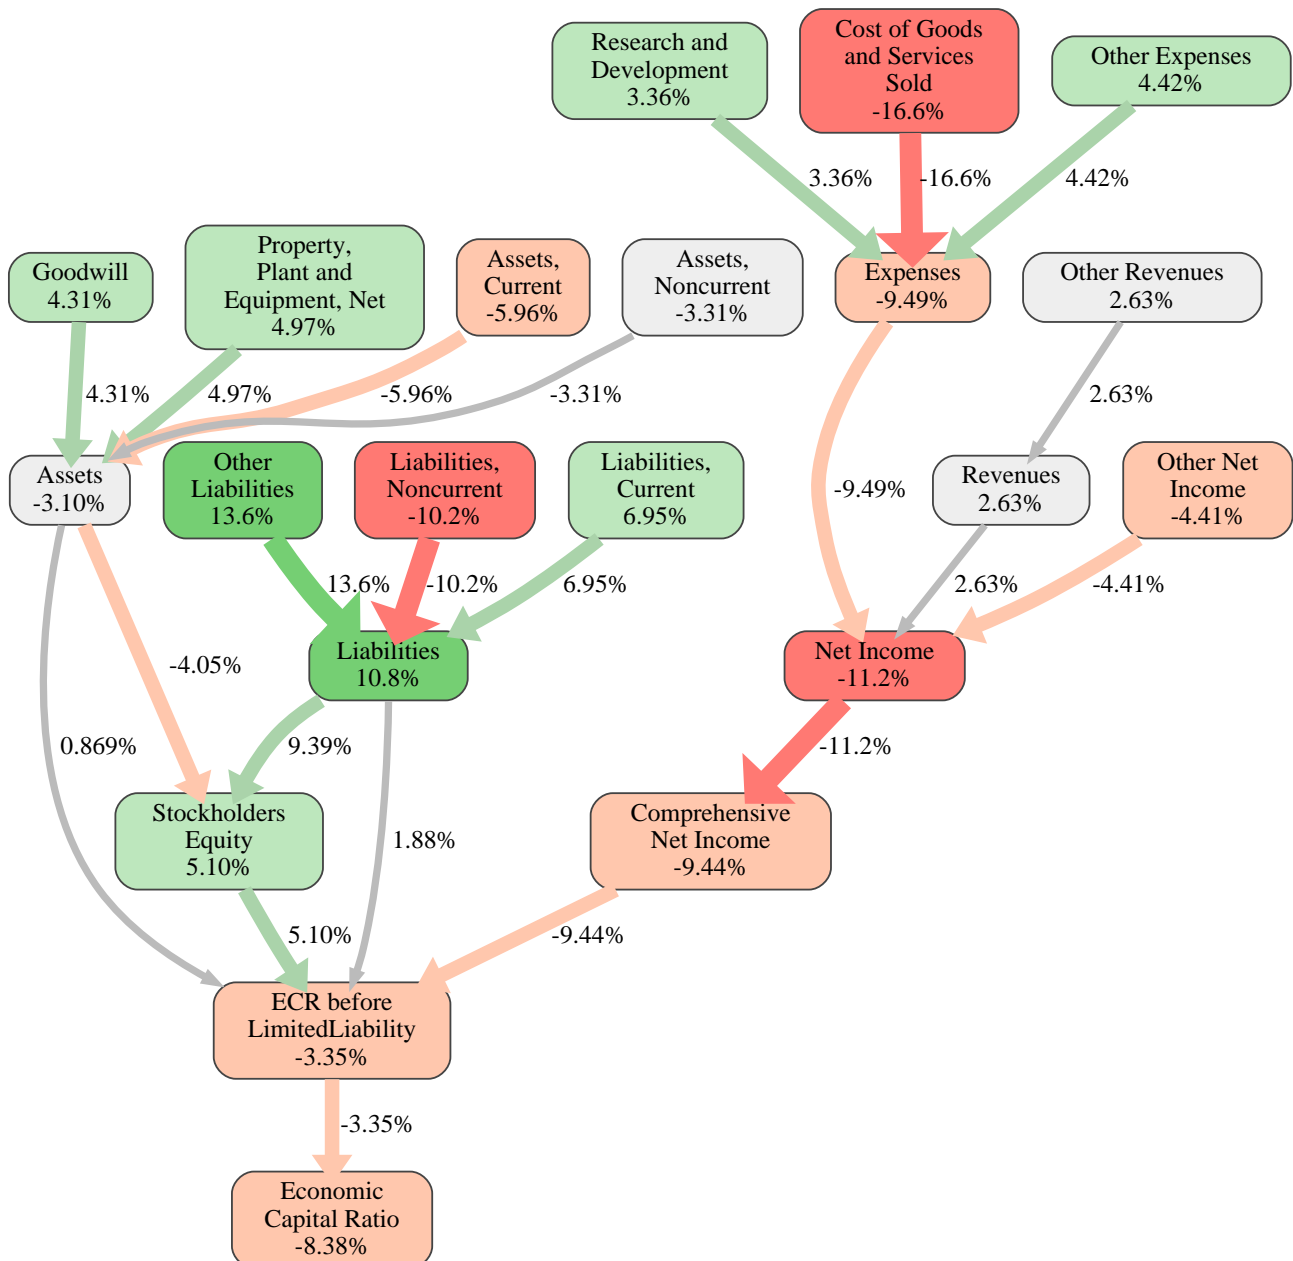 Research and
Development
3.36%
Cost of Goods
and Services
Sold
-16.6%
Other Expenses
4.42%
3.36%
-16.6%
4.42%
Goodwill
4.31%
Property,
Plant and
Equipment, Net
4.97%
Assets,
Current
-5.96%
Assets,
Noncurrent
-3.31%
Expenses
-9.49%
Other Revenues
2.63%
4.31%
4.97%
-5.96%
-3.31%
2.63%
Assets
-3.10%
Other
Liabilities
13.6%
Liabilities,
Noncurrent
-10.2%
Liabilities,
Current
6.95%
-9.49%
Revenues
2.63%
Other Net
Income
-4.41%
13.6%
-10.2%
6.95%
2.63%
-4.41%
-4.05%
Liabilities
10.8%
Net Income
-11.2%
0.869%
9.39%
-11.2%
Stockholders
Equity
5.10%
1.88%
Comprehensive
Net Income
-9.44%
5.10%
-9.44%
ECR before
LimitedLiability
-3.35%
-3.35%
Economic
Capital Ratio
-8.38%